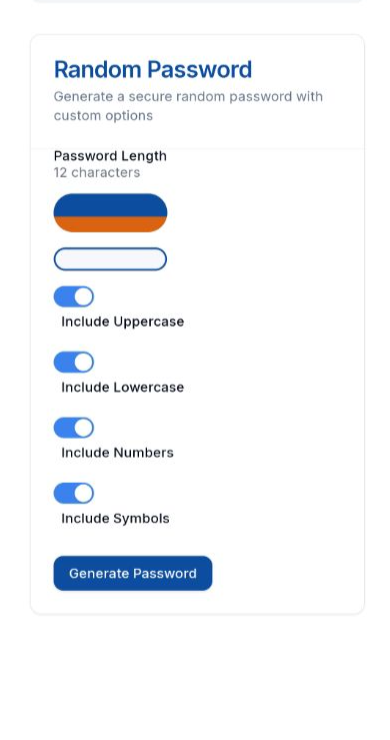 Random Password
Generate a secure random password with
custom options
Password Length
12 characters
Include Uppercase
Include Lowercase
Include Numbers
Include Symbols
Generate Password